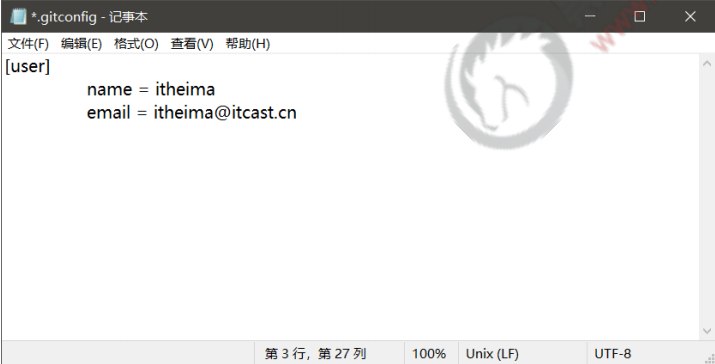 *.gitconfig - 记事本
文件(F) 编辑(E) 格式(O) 查看(V) 帮助(H)
[user]
name = itheima
email = itheima@itcast.cn
第 3 行，第 27 列 100% Unix (LF) UTF-8